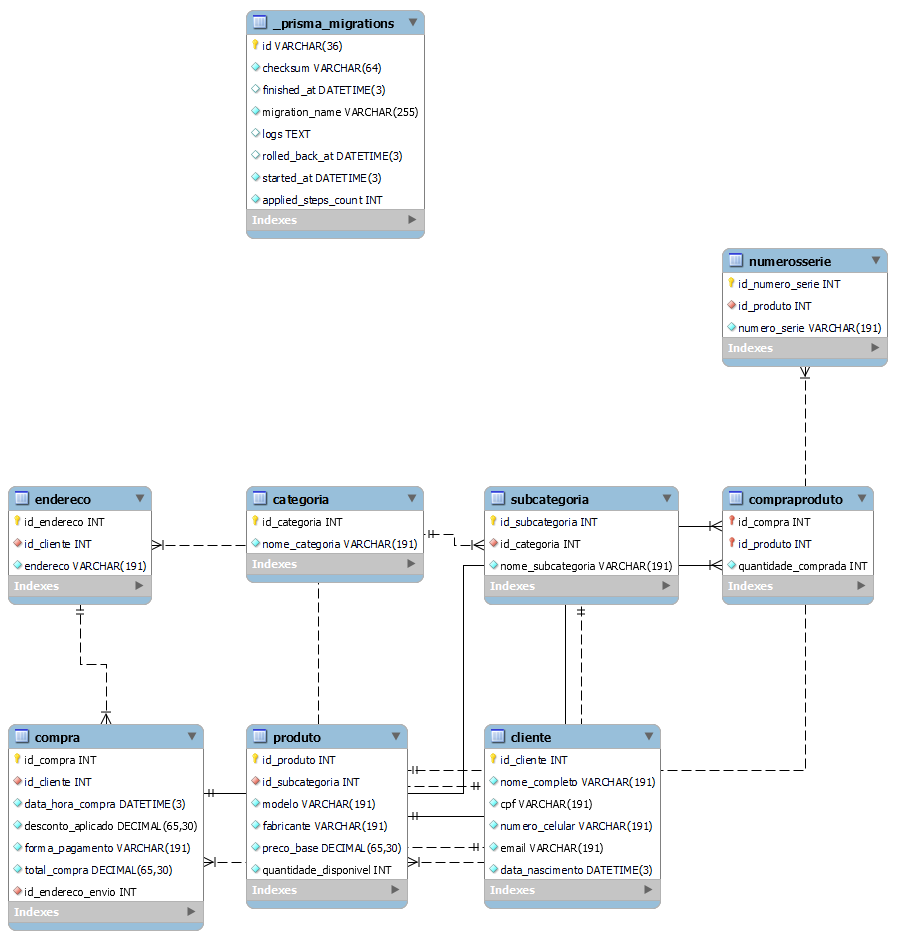 _prisma_migrations
id VARCHAR(36)
checksum VARCHAR(64)
finished_at DATETIME(3)
migration_name VARCHAR(255)
logs TEXT
rolled_back_at DATETIME(3)
started_at DATETIME(3)
applied_steps_count INT
Indexes
numerosserie
id_numero_serie INT
id_produto INT
numero_serie VARCHAR(191)
Indexes
endereco
id_endereco INT
id_cliente INT
endereco VARCHAR(191)
Indexes
categoria
id_categoria INT
nome_categoria VARCHAR(191)
Indexes
subcategoria
id_subcategoria INT
id_categoria INT
nome_subcategoria VARCHAR(191)
Indexes
compraproduto
id_compra INT
id_produto INT
quantidade_comprada INT
Indexes
compra
id_compra INT
id_cliente INT
data_hora_compra DATETIME(3)
desconto_aplicado DECIMAL(65,30)
forma_pagamento VARCHAR(191)
total_compra DECIMAL(65,30)
id_endereco_envio INT
Indexes
produto
id_produto INT
id_subcategoria INT
modelo VARCHAR(191)
fabricante VARCHAR(191)
preco_base DECIMAL(65,30)
quantidade_disponivel INT
Indexes
cliente
id_cliente INT
nome_completo VARCHAR(191)
cpf VARCHAR(191)
numero_celular VARCHAR(191)
email VARCHAR(191)
data_nascimento DATETIME(3)
Indexes